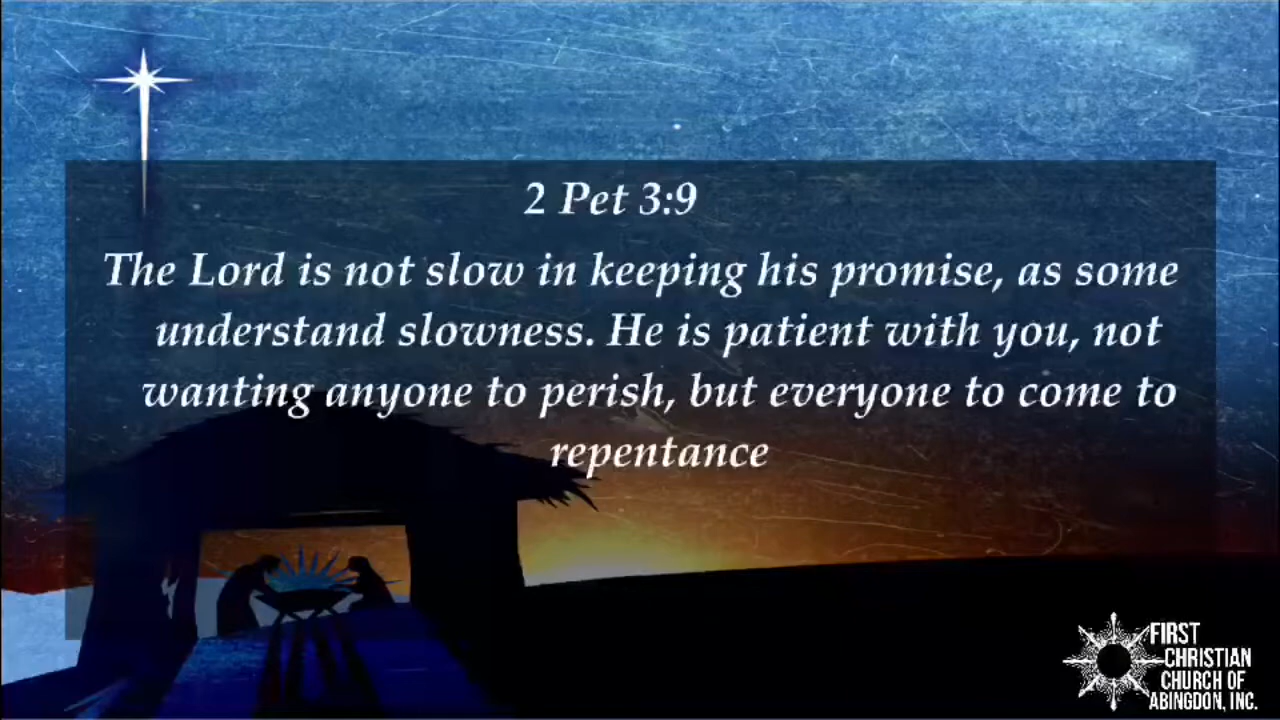 2 Pet 3:9
The Lord is not slow in keeping his promise, as some
understand slowness. He is patient with you, not
wanting anyone to perish, but everyone to come to
repentance
FIRST
CHRISTIAN
CHURCH OF
ABINGDON, INC.